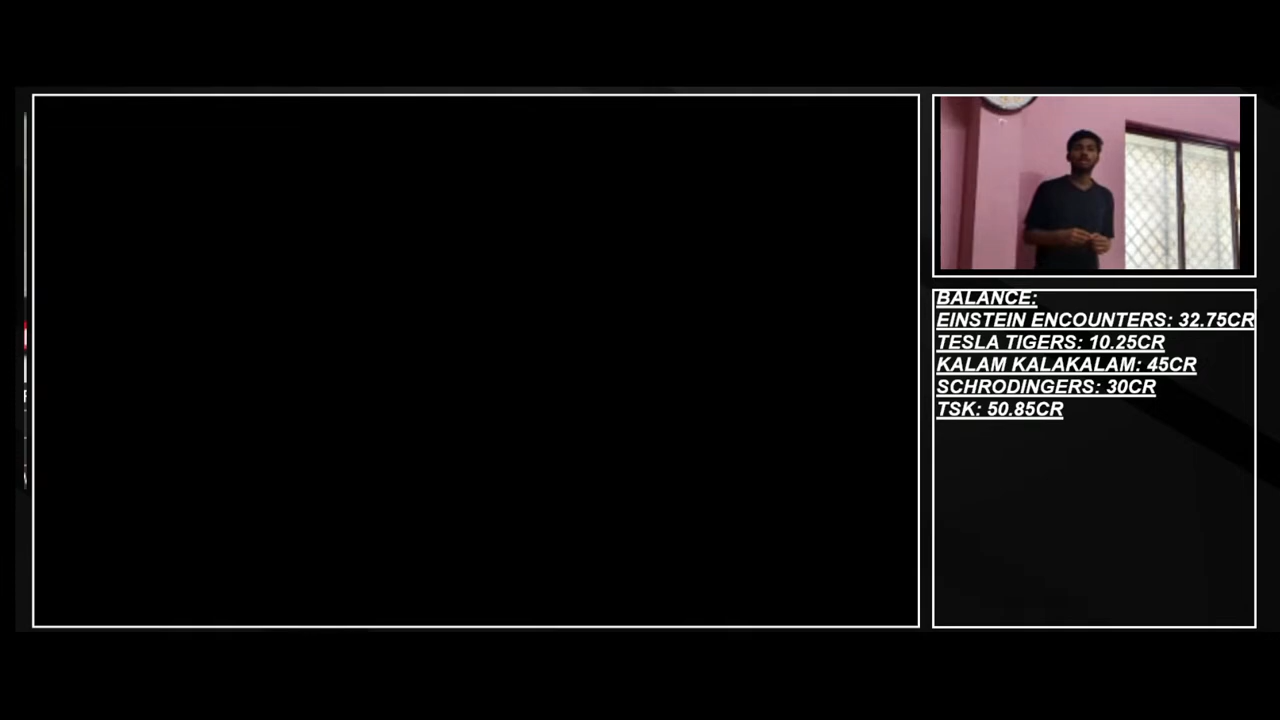 BALANCE:
EINSTEIN ENCOUNTERS: 32.75CR
TESLA TIGERS: 10.25CR
KALAM KALAKALAM: 45CR
SCHRODINGERS: 30CR
TSK: 50.85CR